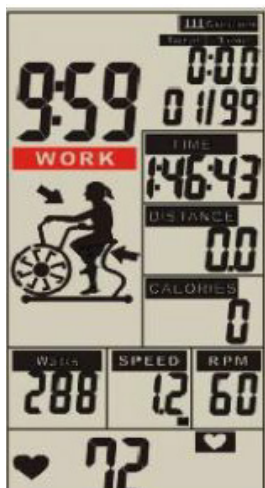 9:59
0:00
01/99
WORK
TIME
1:46:43
DISTANCE
0.0
CALORIES
0
Watts SPEED RPM
288 1.2 60
72